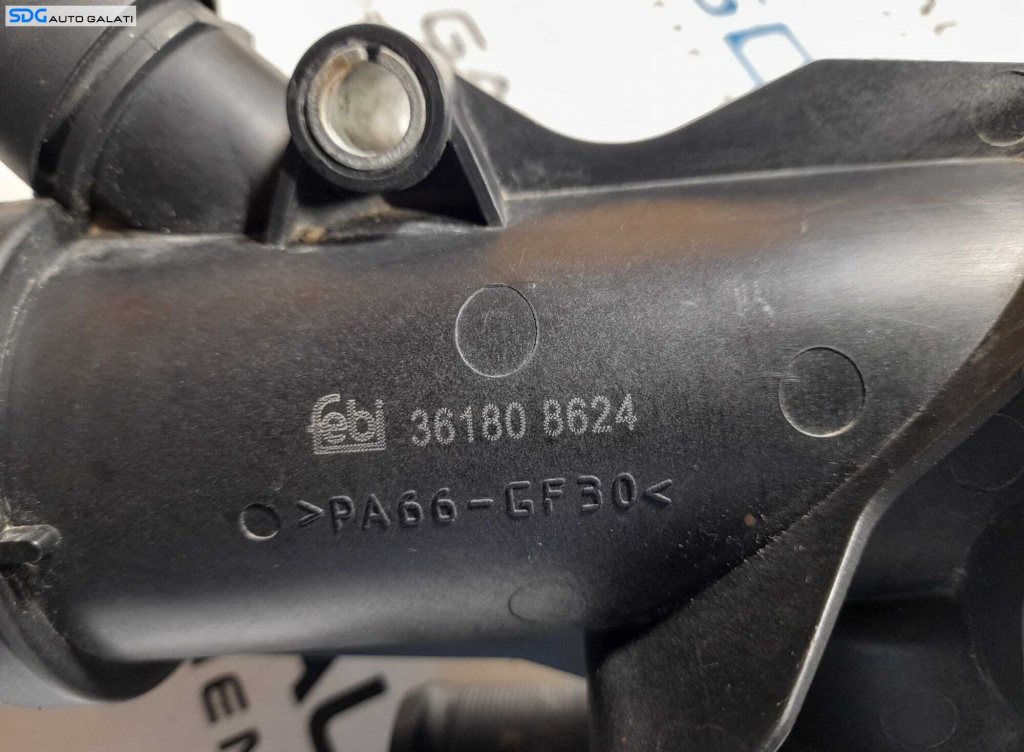 SDG AUTO GALATI
febi 36180 8624
>PA66-GF30<